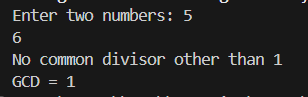 Enter two numbers: 5
6
No common divisor other than 1
GCD = 1